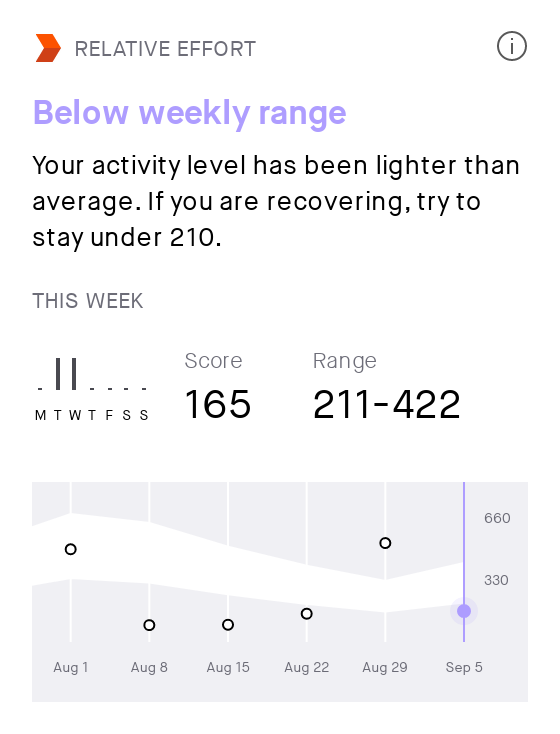 RELATIVE EFFORT
Below weekly range
Your activity level has been lighter than
average. If you are recovering, try to
stay under 210.
THIS WEEK
Score
Range
165
211-422
M T W T F S S
660
330
Aug 1
Aug 8
Aug 15
Aug 22
Aug 29
Sep 5